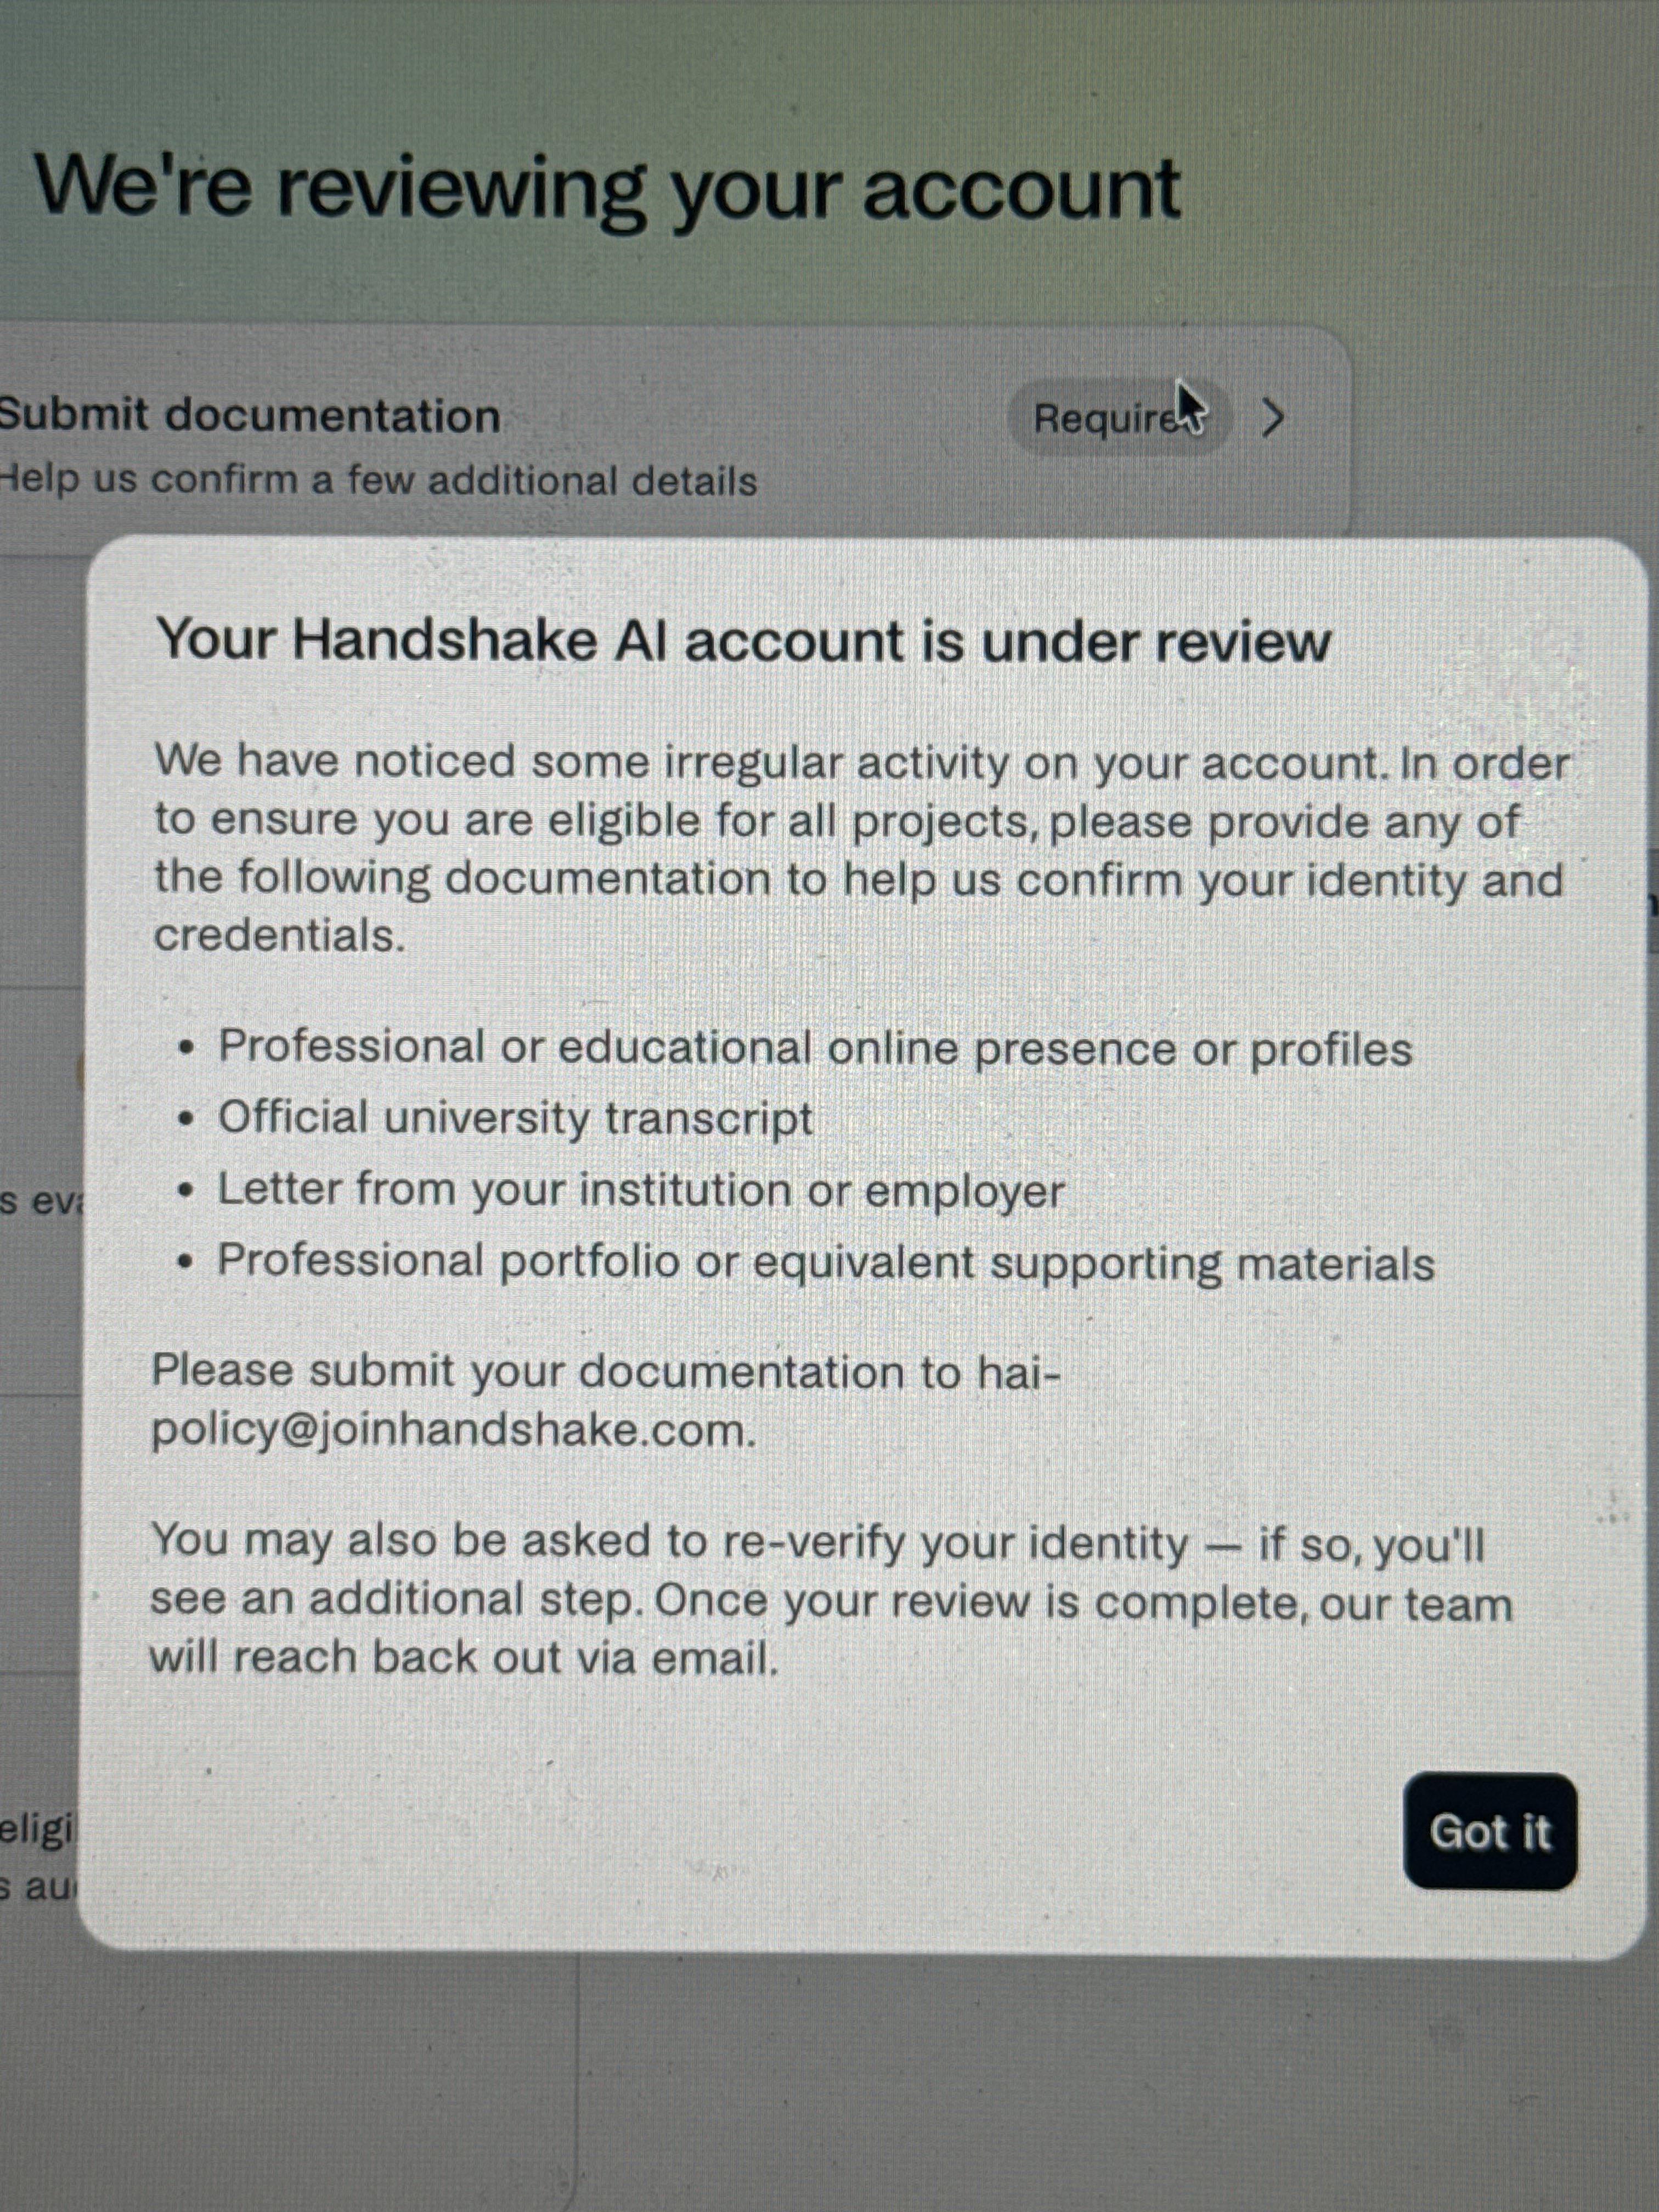 We're reviewing your account
Submit documentation
Require
Help us confirm a few additional details
Your Handshake AI account is under review
We have noticed some irregular activity on your account. In order
to ensure you are eligible for all projects, please provide any of
the following documentation to help us confirm your identity and
credentials.
• Professional or educational online presence or profiles
• Official university transcript
s eva
• Letter from your institution or employer
• Professional portfolio or equivalent supporting materials
Please submit your documentation to hai-
policy@joinhandshake.com.
You may also be asked to re-verify your identity — if so, you'll
see an additional step. Once your review is complete, our team
will reach back out via email.
Got it
eligi
s au